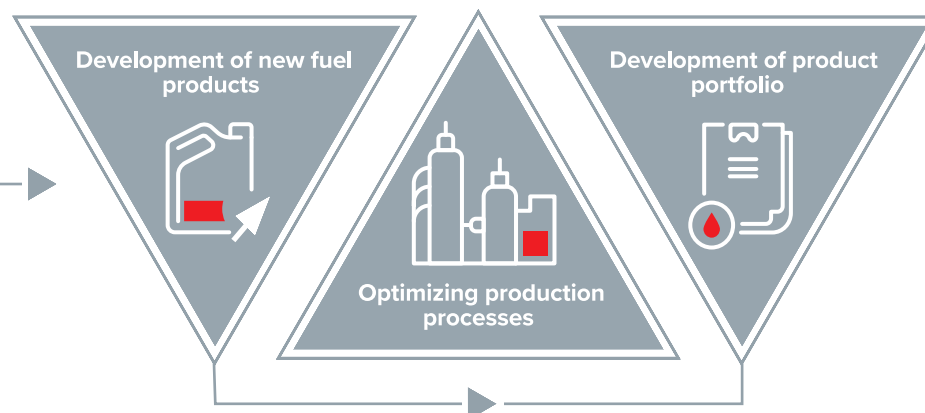 Development of new fuel
products
Optimizing production
processes
Development of product
portfolio